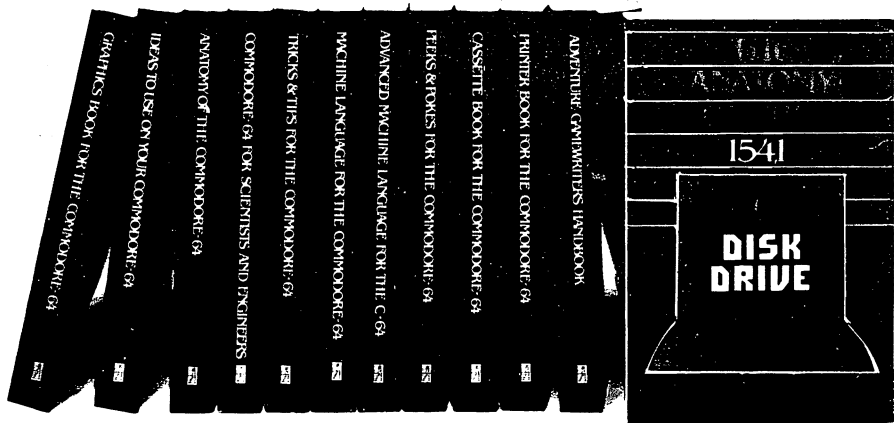 GRAPHICS BOOK FOR THE COMMODORE-64
IDEAS TO USE ON YOUR COMMODORE-64
ANATOMY OF THE COMMODORE-64
COMMODORE-64 FOR SCIENTISTS AND ENGINEERS
TRICKS & TIPS FOR THE COMMODORE-64
MACHINE LANGUAGE FOR THE COMMODORE-64
ADVANCED MACHINE LANGUAGE FOR THE C-64
PEEKS & POKES FOR THE COMMODORE-64
CASSETTE BOOK FOR THE COMMODORE-64
PRINTER BOOK FOR THE COMMODORE-64
ADVENTURE GAMEWRITER'S HANDBOOK
THE
ANATOMY
1541
DISK
DRIVE